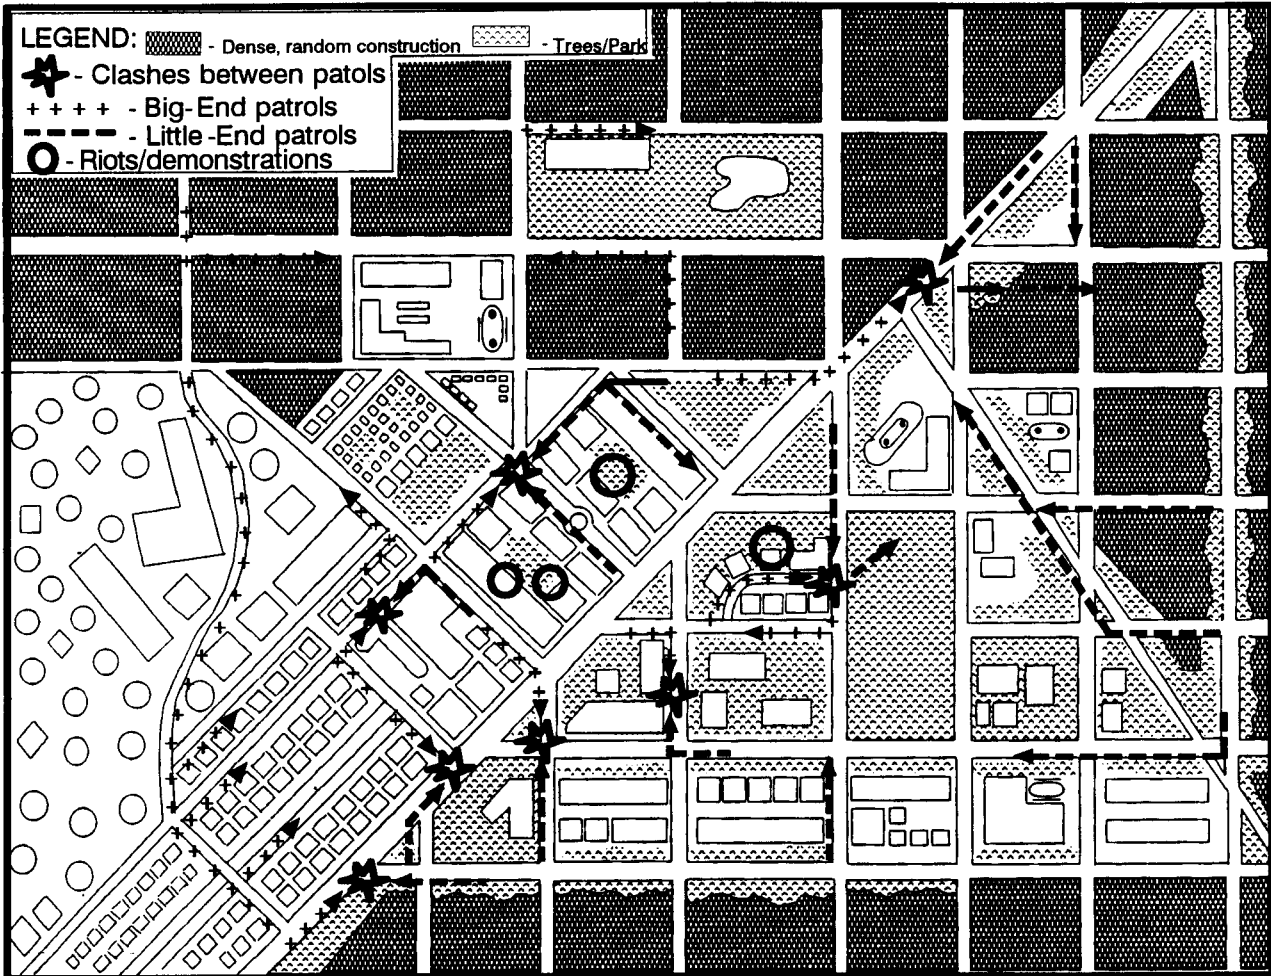 LEGEND: - Dense, random construction - Trees/Park
- Clashes between patols
++++ - Big-End patrols
- Little-End patrols
- Riots/demonstrations